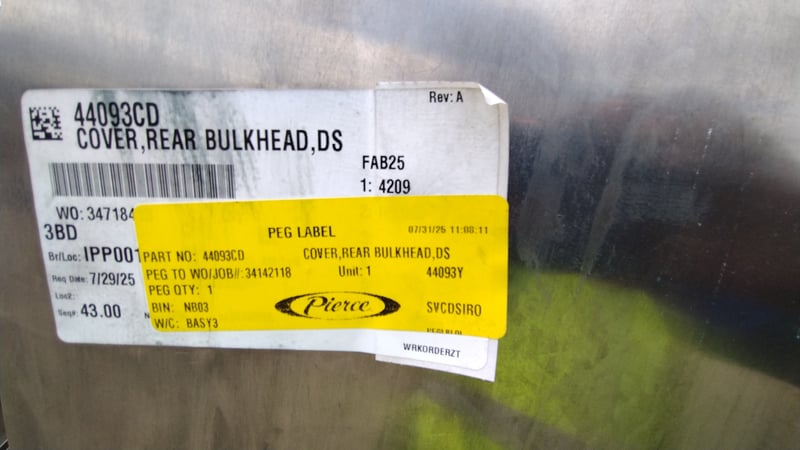 Rev: A
44093CD
COVER,REAR BULKHEAD,DS
FAB25
1: 4209
WO: 347184
3BD
Br/Loc: IPP001
Req Date: 7/29/25
Loc2:
Seq#: 43.00
PEG LABEL 07/31/25 11:08:11
PART NO: 44093CD COVER,REAR BULKHEAD,DS
PEG TO WO/JOB#: 34142118 Unit: 1 44093Y
PEG QTY: 1
BIN: NB03 Pierce SVCDSIRO
W/C: BASY3
WRKORDERZT